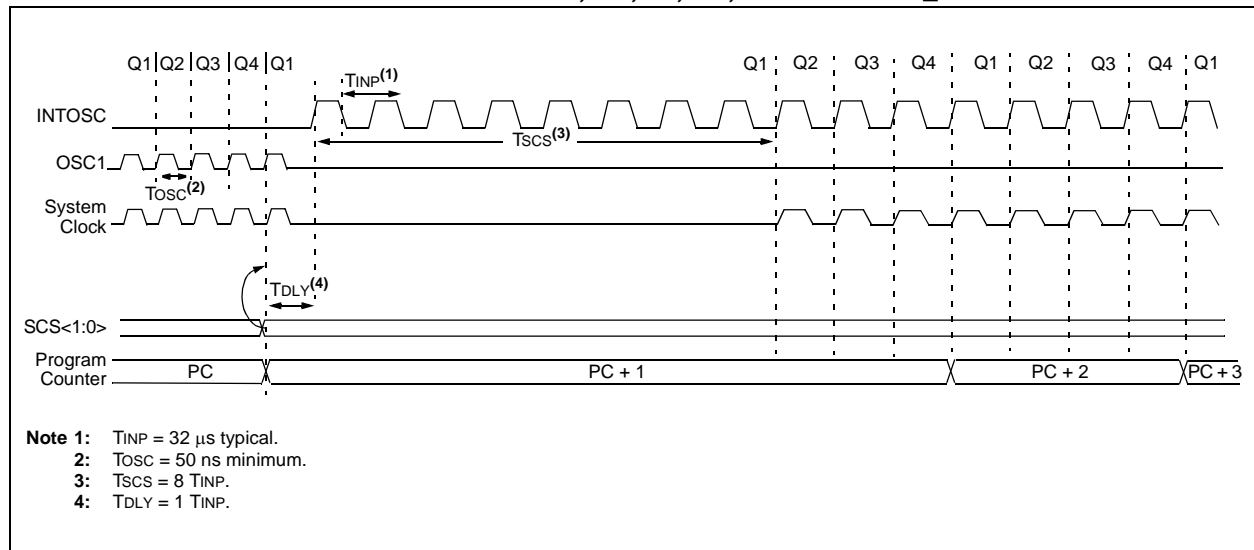 Q1 Q2 Q3 Q4 Q1
Q1 Q2 Q3 Q4 Q1 Q2 Q3 Q4 Q1
TINP(1)
INTOSC
TSCS(3)
OSC1
TOSC(2)
System
Clock
TDLY(4)
SCS<1:0>
Program
Counter
PC PC + 1 PC + 2 PC + 3
Note 1: TINP = 32 μs typical.
2: TOSC = 50 ns minimum.
3: TSCS = 8 TINP.
4: TDLY = 1 TINP.